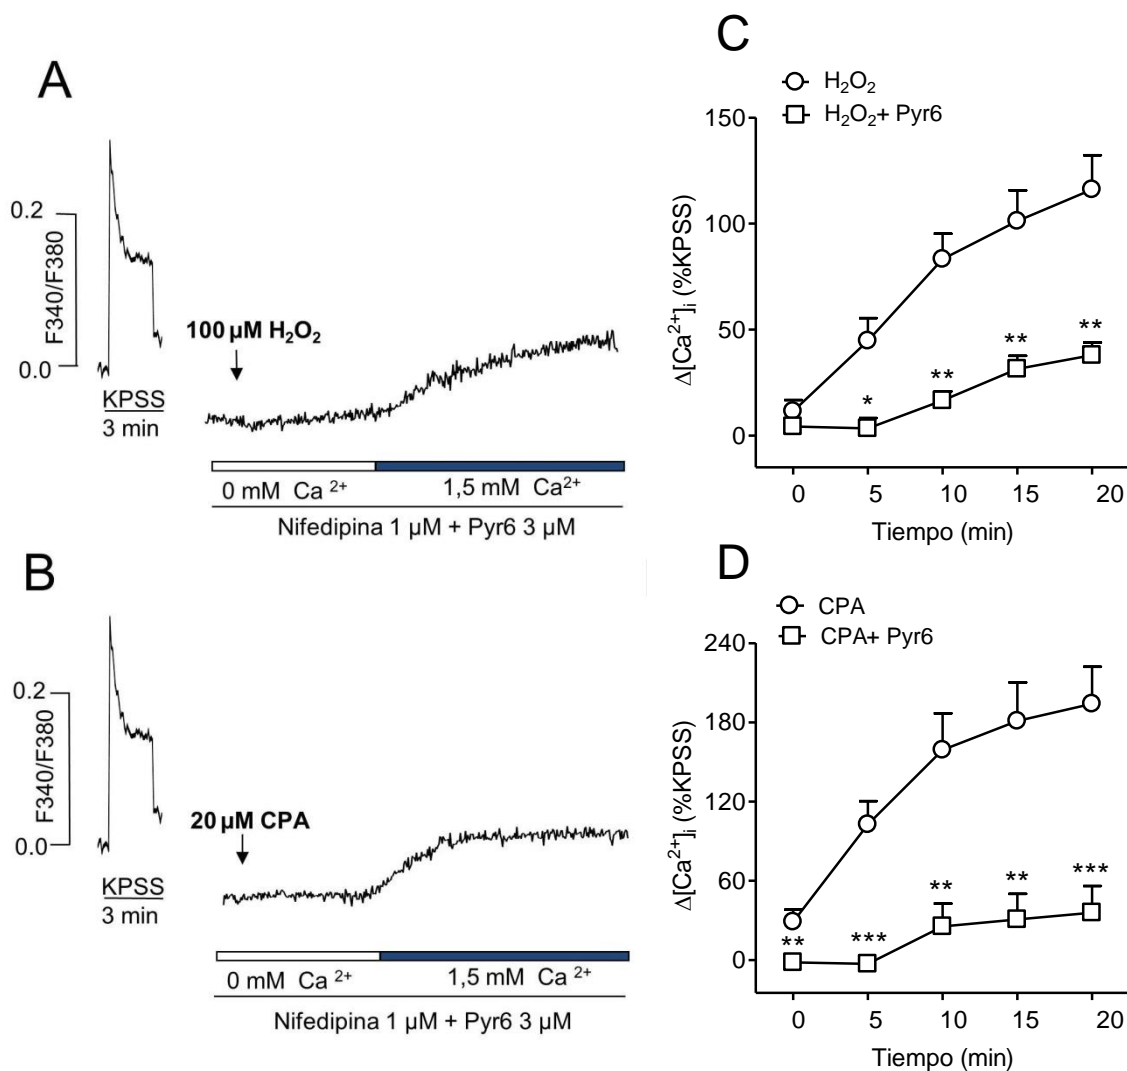 A
0.2
F340/F380
0.0
KPSS
3 min
100 µM H₂O₂
0 mM Ca ²⁺
1,5 mM Ca²⁺
Nifedipina 1 µM + Pyr6 3 µM
B
0.2
F340/F380
0.0
KPSS
3 min
20 µM CPA
0 mM Ca ²⁺
1,5 mM Ca ²⁺
Nifedipina 1 µM + Pyr6 3 µM
C
H₂O₂
H₂O₂+ Pyr6
150
100
50
0
Δ[Ca²⁺]ᵢ (%KPSS)
*
**
**
**
0 5 10 15 20
Tiempo (min)
D
CPA
CPA+ Pyr6
240
180
120
60
0
Δ[Ca²⁺]ᵢ (%KPSS)
**
***
**
**
***
0 5 10 15 20
Tiempo (min)